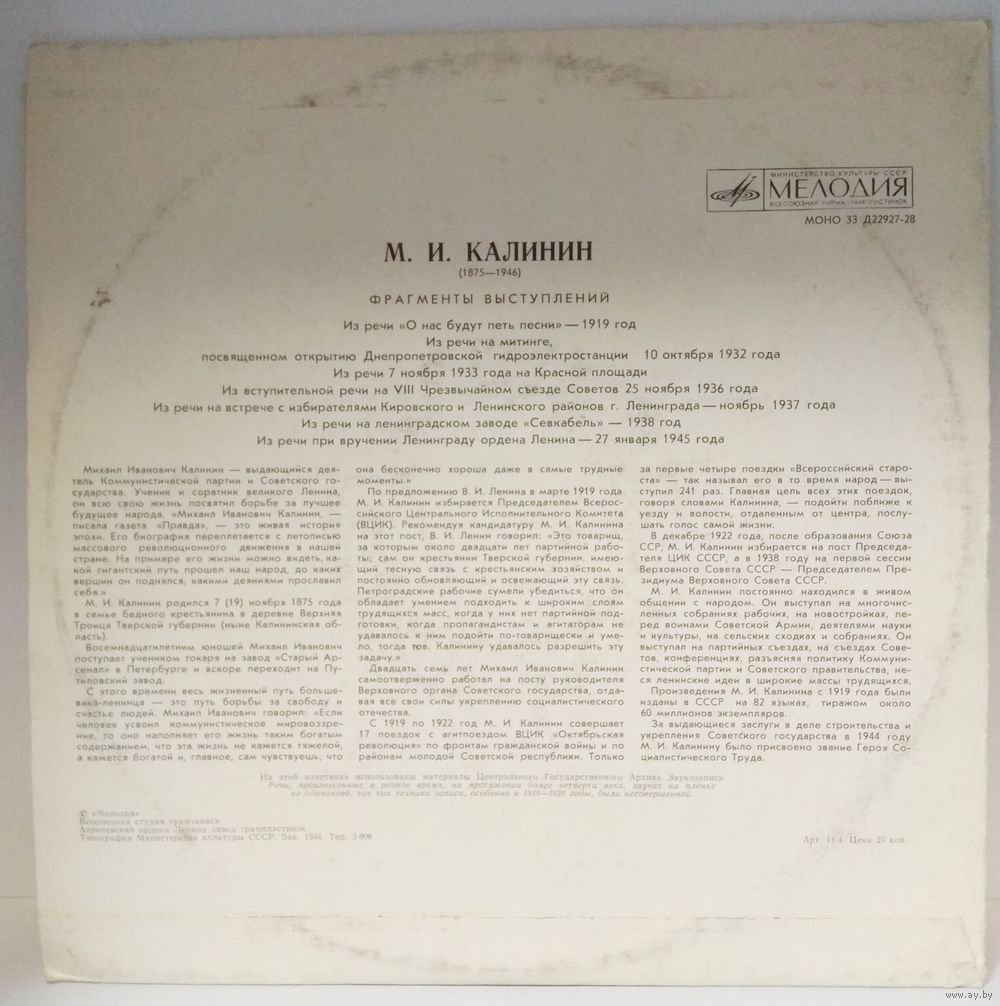 МИНИСТЕРСТВО КУЛЬТУРЫ СССР
МЕЛОДИЯ
ВСЕСОЮЗНАЯ ФИРМА ГРАМПЛАСТИНОК
МОНО 33 Д22927-28
М. И. КАЛИНИН
(1875—1946)
ФРАГМЕНТЫ ВЫСТУПЛЕНИЙ
Из речи «О нас будут петь песни» — 1919 год
Из речи на митинге,
посвященном открытию Днепропетровской гидроэлектростанции 10 октября 1932 года
Из речи 7 ноября 1933 года на Красной площади
Из вступительной речи на VIII Чрезвычайном съезде Советов 25 ноября 1936 года
Из речи на встрече с избирателями Кировского и Ленинского районов г. Ленинграда — ноябрь 1937 года
Из речи на ленинградском заводе «Севкабель» — 1938 год
Из речи при вручении Ленинграду ордена Ленина — 27 января 1945 года
Михаил Иванович Калинин — выдающийся дея-
тель Коммунистической партии и Советского го-
сударства. Ученик и соратник великого Ленина,
он всю свою жизнь посвятил борьбе за лучшее
будущее народа. «Михаил Иванович Калинин, —
писала газета «Правда», — это живая история
эпохи. Его биография переплетается с летописью
массового революционного движения в нашей
стране. На примере его жизни можно видеть, ка-
кой гигантский путь прошел наш народ, до каких
вершин он поднялся, какими деяниями прославил
себя.»
М. И. Калинин родился 7 (19) ноября 1875 года
в семье бедного крестьянина в деревне Верхняя
Троица Тверской губернии (ныне Калининская об-
ласть).
Восемнадцатилетним юношей Михаил Иванович
поступает учеником токаря на завод «Старый Ар-
сенал» в Петербурге и вскоре переходит на Пу-
тиловский завод.
С этого времени весь жизненный путь больше-
вика-ленинца — это путь борьбы за свободу и
счастье людей. Михаил Иванович говорил: «Если
человек усвоил коммунистическое мировоззре-
ние, то оно наполняет его жизнь таким богатым
содержанием, что эта жизнь не кажется тяжелой,
а кажется богатой и, главное, сам чувствуешь, что
она бесконечно хороша даже в самые трудные
моменты.»
По предложению В. И. Ленина в марте 1919 года
М. И. Калинин избирается Председателем Всерос-
сийского Центрального Исполнительного Комитета
(ВЦИК). Рекомендуя кандидатуру М. И. Калинина
на этот пост, В. И. Ленин говорил: «Это товарищ,
за которым около двадцати лет партийной рабо-
ты; сам он крестьянин Тверской губернии, имею-
щий тесную связь с крестьянским хозяйством и
постоянно обновляющий и освежающий эту связь.
Петроградские рабочие сумели убедиться, что он
обладает умением подходить к широким слоям
трудящихся масс, когда у них нет партийной под-
готовки, когда пропагандистам и агитаторам не
удавалось к ним подойти по-товарищески и уме-
ло, тогда тов. Калинину удавалось разрешить эту
задачу.»
Двадцать семь лет Михаил Иванович Калинин
самоотверженно работал на посту руководителя
Верховного органа Советского государства, отда-
вая все свои силы укреплению социалистического
отечества.
С 1919 по 1922 год М. И. Калинин совершает
17 поездок с агитпоездом ВЦИК «Октябрьская
революция» по фронтам гражданской войны и по
районам молодой Советской республики. Только
за первые четыре поездки «Всероссийский старо-
ста» — так называл его в то время народ — вы-
ступил 241 раз. Главная цель всех этих поездок,
говоря словами Калинина, — подойти поближе к
уезду и волости, отдаленным от центра, послу-
шать голос самой жизни.
В декабре 1922 года, после образования Союза
ССР, М. И. Калинин избирается на пост Председа-
теля ЦИК СССР, а в 1938 году на первой сессии
Верховного Совета СССР — Председателем Пре-
зидиума Верховного Совета СССР.
М. И. Калинин постоянно находился в живом
общении с народом. Он выступал на многочис-
ленных собраниях рабочих, на новостройках, пе-
ред воинами Советской Армии, деятелями науки
и культуры, на сельских сходках и собраниях. Он
выступал на партийных съездах, на съездах Сове-
тов, конференциях, разъясняя политику Коммуни-
стической партии и Советского правительства, не-
ся ленинские идеи в широкие массы трудящихся.
Произведения М. И. Калинина с 1919 года были
изданы в СССР на 82 языках, тиражом около
60 миллионов экземпляров.
За выдающиеся заслуги в деле строительства и
укрепления Советского государства в 1944 году
М. И. Калинину было присвоено звание Героя Со-
циалистического Труда.
На этой пластинке использованы материалы Центрального Государственного Архива Звукозаписи
Речи, произнесенные в разное время, на протяжении более четверти века, звучат на пленке
не одинаково, так как техника записи, особенно в 1919—1920 годы, была несовершенной.
© «Мелодия»
Всесоюзная студия грамзаписи
Апрелевский ордена Ленина завод грампластинок
Типография Министерства культуры СССР. Зак. 1584 Тир. 3 000
Арт. 11-4 Цена 25 коп.
www.ay.by